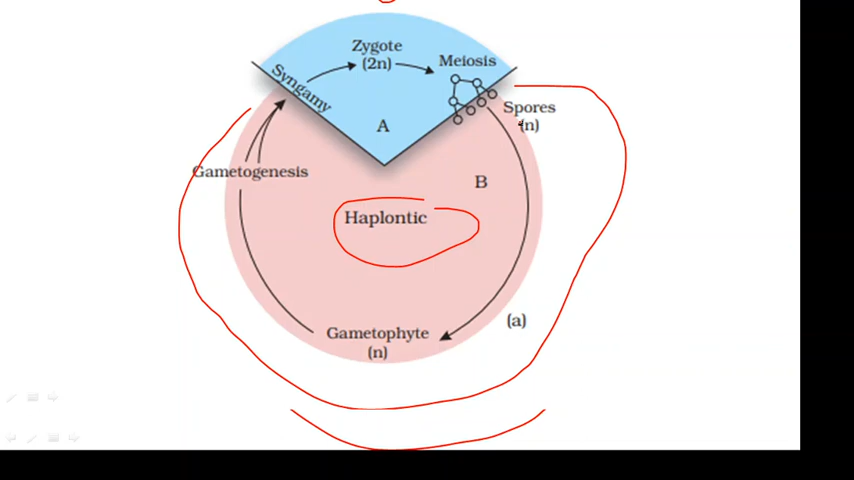 Zygote
(2n)
Meiosis
Syngamy
Spores
(n)
A
Gametogenesis
B
Haplontic
(a)
Gametophyte
(n)